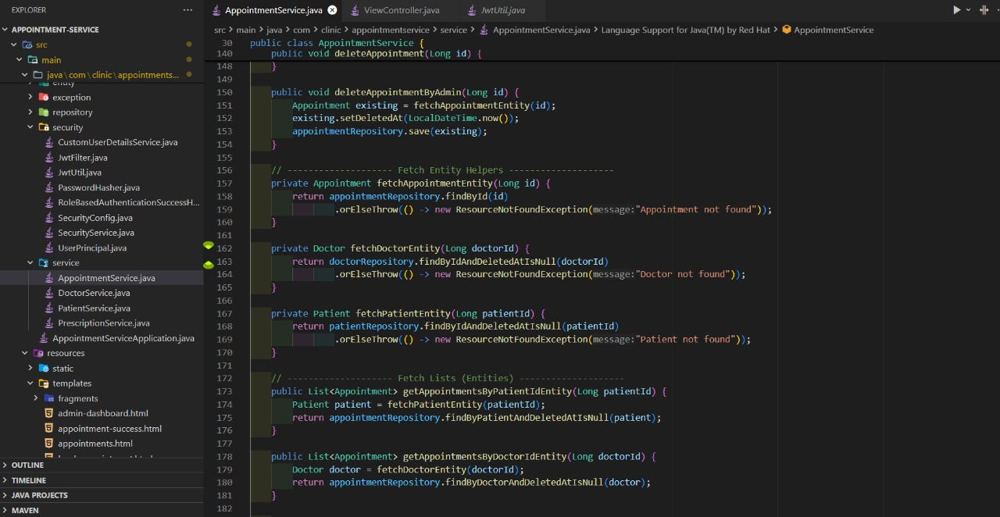 EXPLORER
APPOINTMENT-SERVICE
src
main
java\com\clinic\appointments...
entity
exception
repository
security
CustomUserDetailsService.java
JwtFilter.java
JwtUtil.java
PasswordHasher.java
RoleBasedAuthenticationSuccessH...
SecurityConfig.java
SecurityService.java
UserPrincipal.java
service
AppointmentService.java
DoctorService.java
PatientService.java
PrescriptionService.java
AppointmentServiceApplication.java
resources
static
templates
fragments
admin-dashboard.html
appointment-success.html
appointments.html
OUTLINE
TIMELINE
JAVA PROJECTS
MAVEN
AppointmentService.java ViewController.java JwtUtil.java
src > main > java > com > clinic > appointmentservice > service > AppointmentService.java > Language Support for Java(TM) by Red Hat > AppointmentService
30 public class AppointmentService {
140 public void deleteAppointment(Long id) {
148 }
149
150 public void deleteAppointmentByAdmin(Long id) {
151 Appointment existing = fetchAppointmentEntity(id);
152 existing.setDeletedAt(LocalDateTime.now());
153 appointmentRepository.save(existing);
154 }
155
156 // -------------------- Fetch Entity Helpers --------------------
157 private Appointment fetchAppointmentEntity(Long id) {
158 return appointmentRepository.findById(id)
159 .orElseThrow(() -> new ResourceNotFoundException(message:"Appointment not found"));
160 }
161
162 private Doctor fetchDoctorEntity(Long doctorId) {
163 return doctorRepository.findByIdAndDeletedAtIsNull(doctorId)
164 .orElseThrow(() -> new ResourceNotFoundException(message:"Doctor not found"));
165 }
166
167 private Patient fetchPatientEntity(Long patientId) {
168 return patientRepository.findByIdAndDeletedAtIsNull(patientId)
169 .orElseThrow(() -> new ResourceNotFoundException(message:"Patient not found"));
170 }
171
172 // -------------------- Fetch Lists (Entities) --------------------
173 public List<Appointment> getAppointmentsByPatientIdEntity(Long patientId) {
174 Patient patient = fetchPatientEntity(patientId);
175 return appointmentRepository.findByPatientAndDeletedAtIsNull(patient);
176 }
177
178 public List<Appointment> getAppointmentsByDoctorIdEntity(Long doctorId) {
179 Doctor doctor = fetchDoctorEntity(doctorId);
180 return appointmentRepository.findByDoctorAndDeletedAtIsNull(doctor);
181 }
182